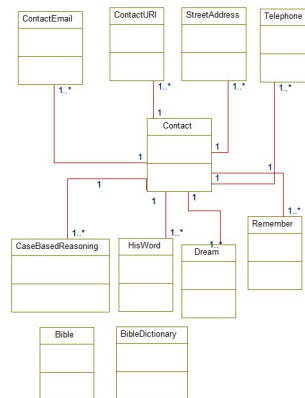 ContactEmail
ContactURI
StreetAddress
Telephone
1..*
1..*
1..*
1..*
1
Contact
1
1
1
1
1
1
1
1..*
1..*
1..*
1..*
CaseBasedReasoning
HisWord
Dream
Remember
Bible
BibleDictionary